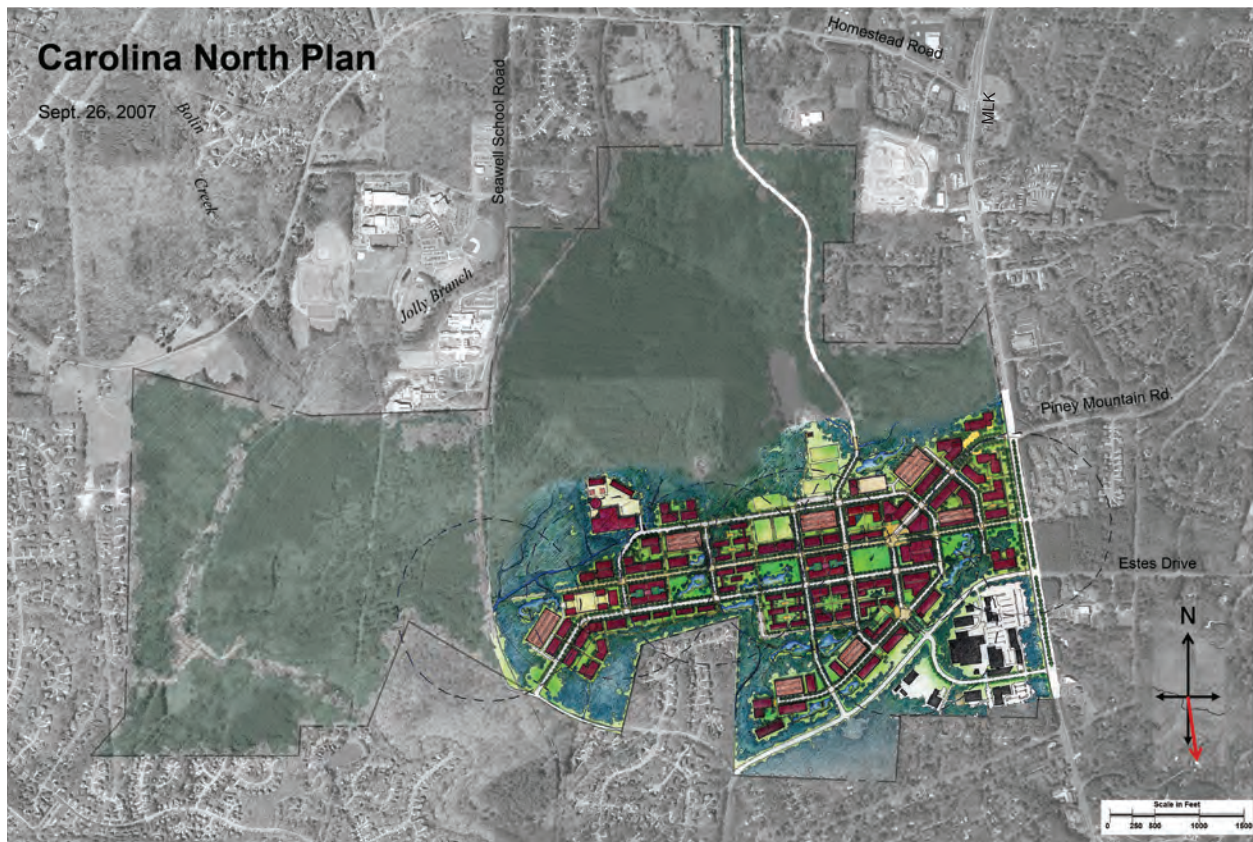 Carolina North Plan
Sept. 26, 2007
Bolin
Creek
Seawell School Road
Homestead Road
MLK
Jolly Branch
Piney Mountain Rd.
Estes Drive
N
Scale in Feet
0 250 500 1000 1500